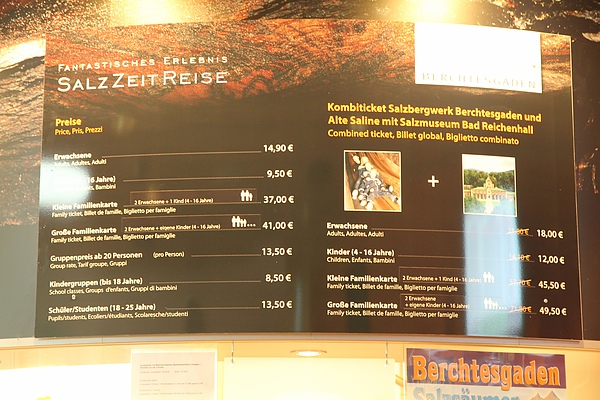 FANTASTISCHES ERLEBNIS
SALZZEITREISE
BERCHTESGADEN
Preise
Price, Pris, Prezzi
Erwachsene 14,90 €
Adults, Adultes, Adulti
16 Jahre) 9,50 €
Enfants, Bambini
Kleine Familienkarte 2 Erwachsene + 1 Kind (4 - 16 Jahre) 37,00 €
Family ticket, Billet de famille, Biglietto per famiglie
Große Familienkarte 2 Erwachsene + eigene Kinder (4 - 16 Jahre) ... 41,00 €
Family ticket, Billet de famille, Biglietto per famiglie
Gruppenpreis ab 20 Personen (pro Person) 13,50 €
Group rate, Tarif groupe, Gruppi
Kindergruppen (bis 18 Jahre) 8,50 €
School classes, Groups d'enfants, Gruppi di bambini
Schüler/Studenten (18 - 25 Jahre) 13,50 €
Pupils/students, Ecoliers/étudiants, Scolaresche/studenti
Kombiticket Salzbergwerk Berchtesgaden und
Alte Saline mit Salzmuseum Bad Reichenhall
Combined ticket, Billet global, Biglietto combinato
+
Erwachsene 18,00 €
Adults, Adultes, Adulti
Kinder (4 - 16 Jahre) 12,00 €
Children, Enfants, Bambini
Kleine Familienkarte 2 Erwachsene + 1 Kind (4 - 16 Jahre) 45,50 €
Family ticket, Billet de famille, Biglietto per famiglie
Große Familienkarte 2 Erwachsene
+ eigene Kinder (4 - 16 Jahre) ... 49,50 €
Family ticket, Billet de famille, Biglietto per famiglie
Berchtesgaden